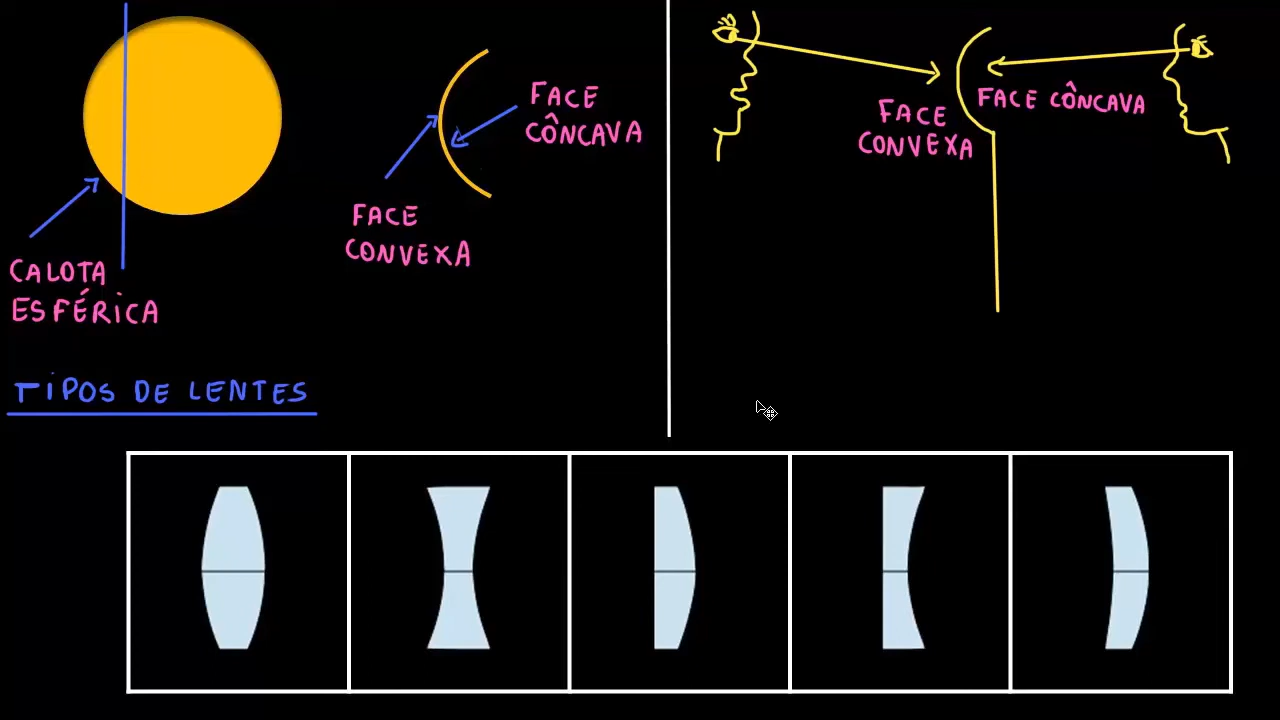 CALOTA
ESFÉRICA
FACE
CONVEXA
FACE
CÔNCAVA
FACE
CONVEXA
FACE CÔNCAVA
TIPOS DE LENTES